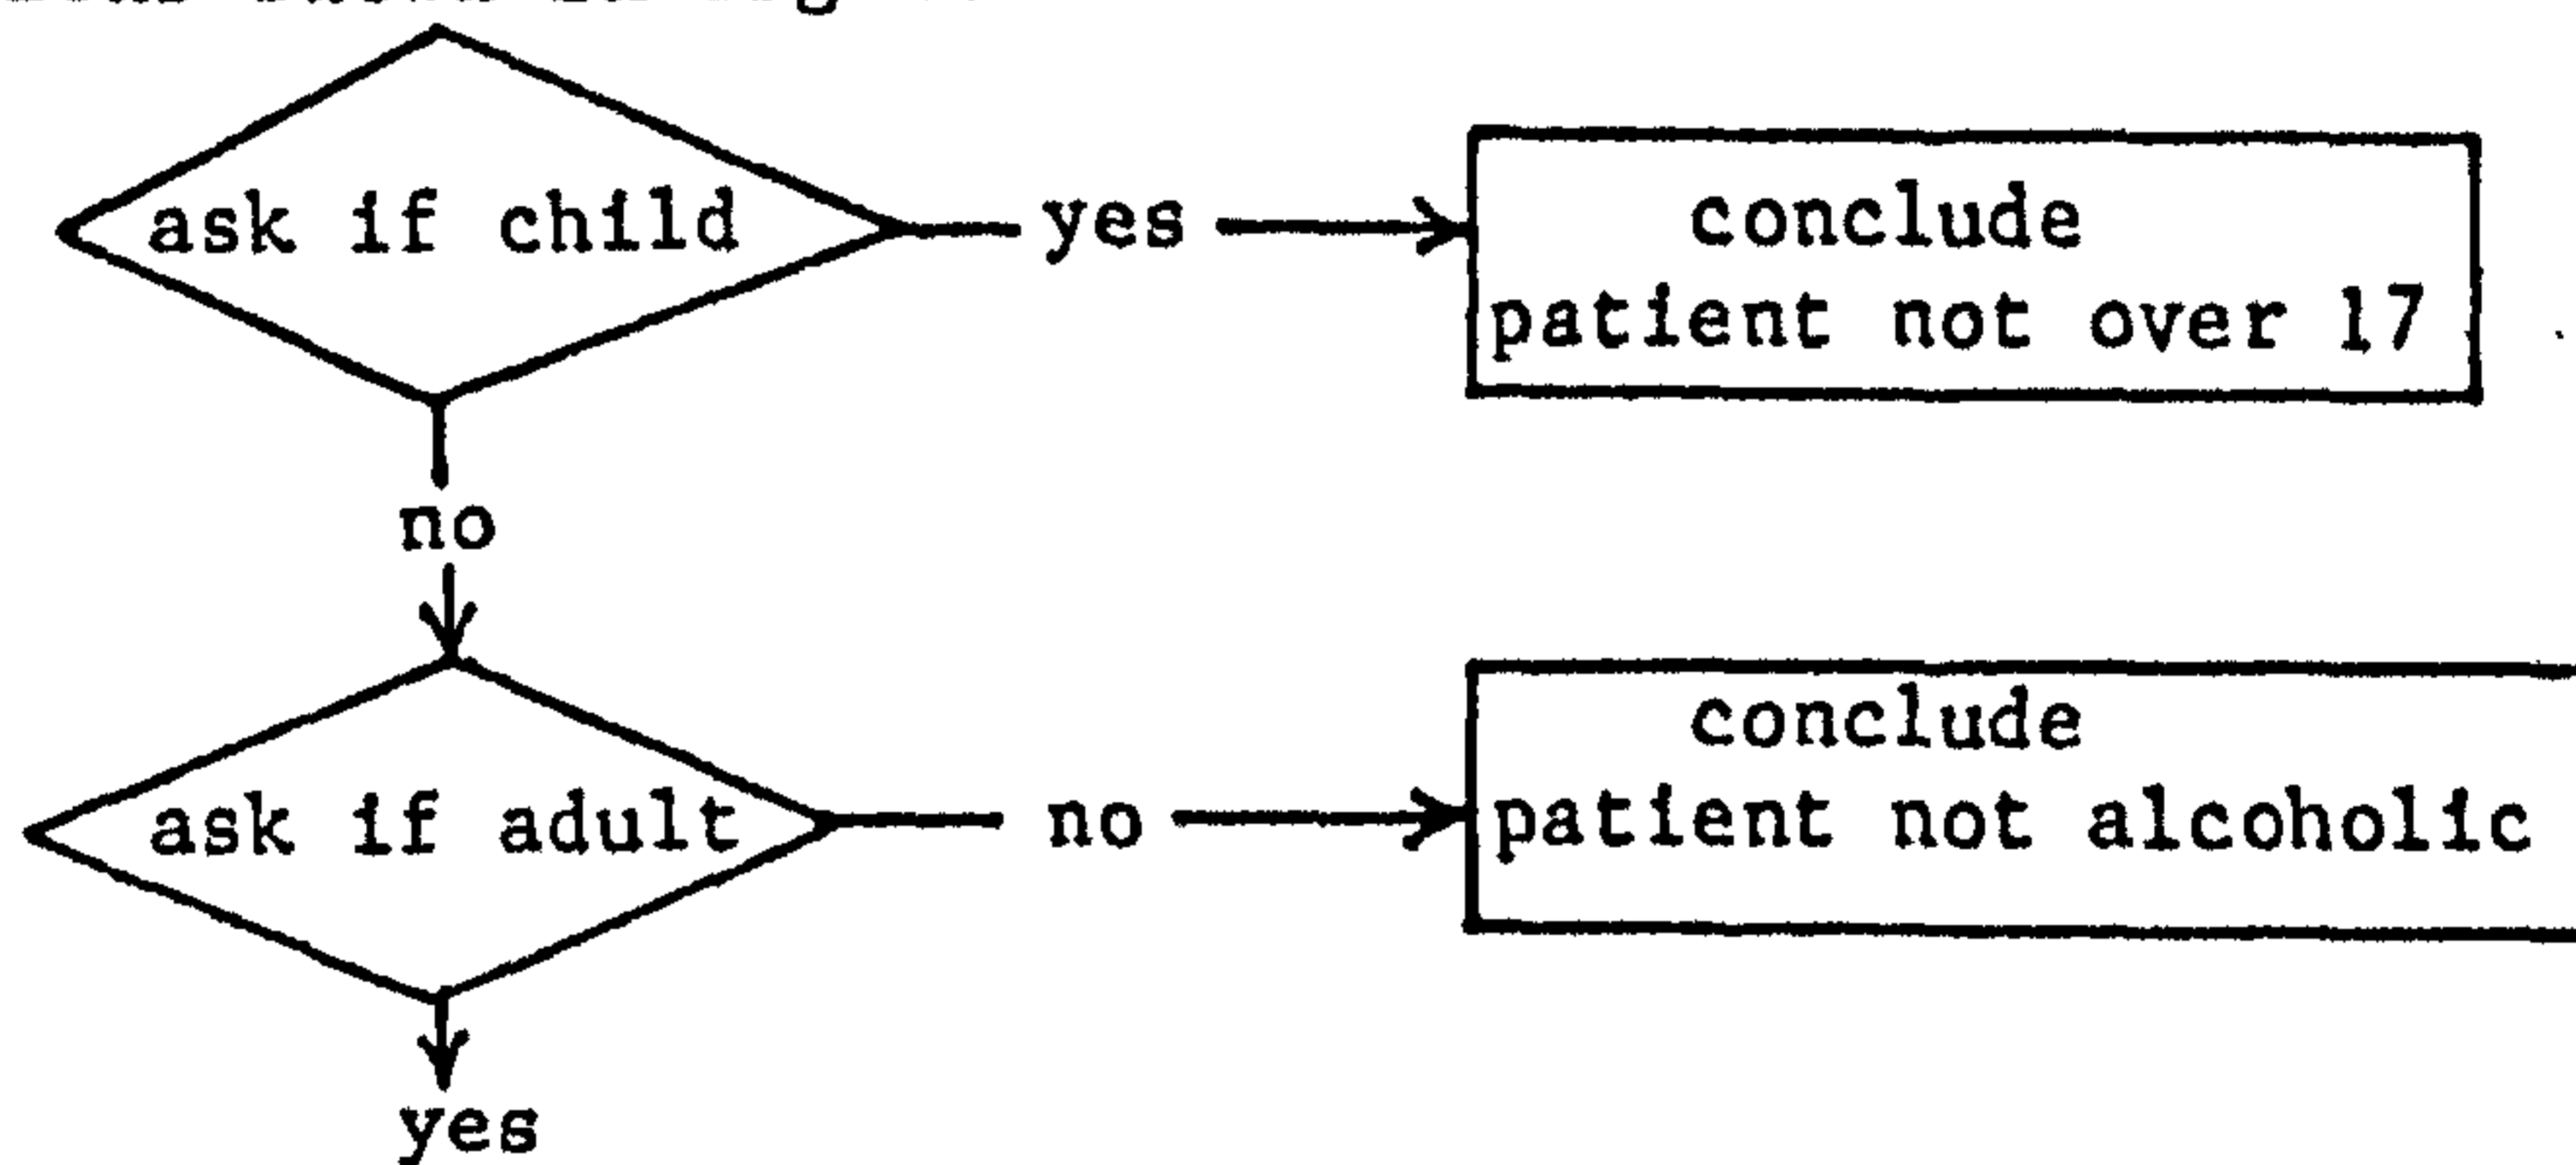 ask if child
yes
conclude
patient not over 17
no
ask if adult
no
conclude
patient not alcoholic
yes